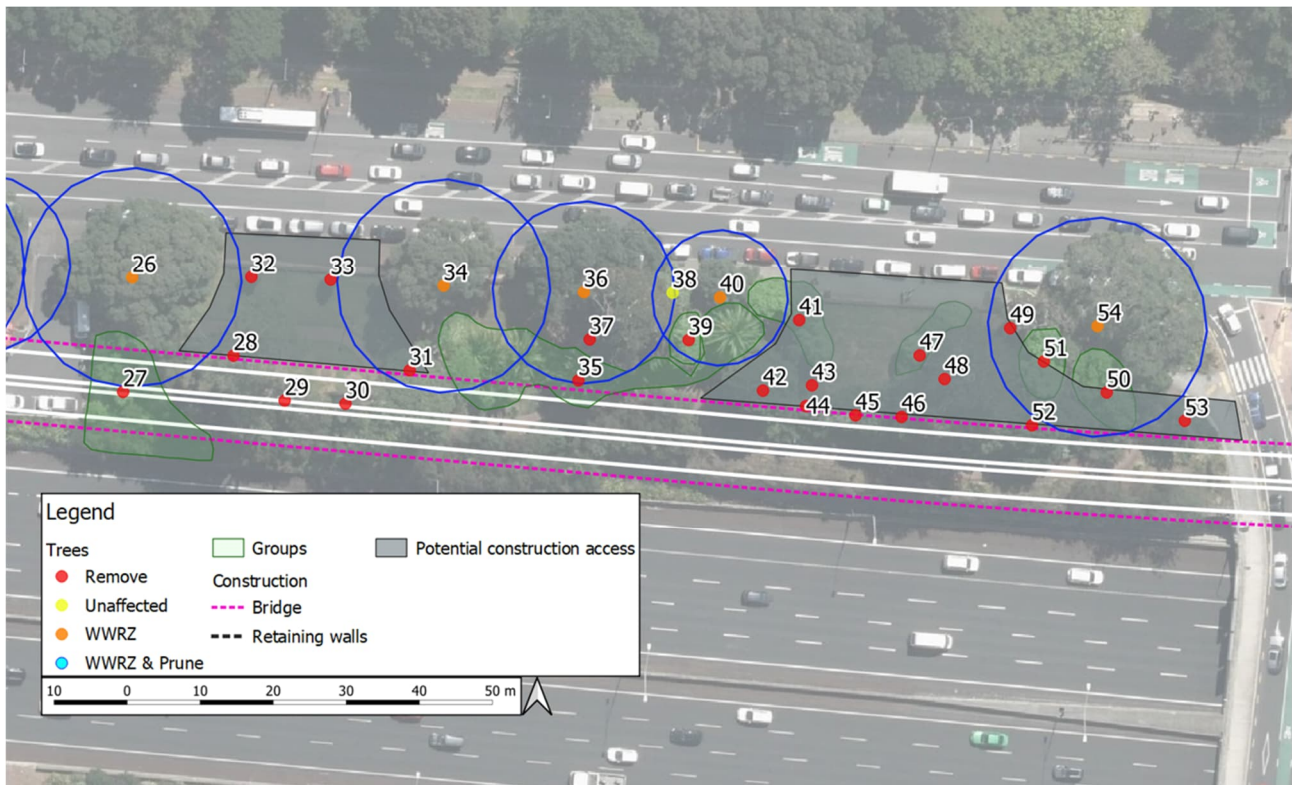 26
32
33
34
36
38
40
41
49
54
28
31
37
39
47
48
51
50
27
29
30
35
42
43
44
45
46
52
53
Legend
Trees
Remove
Unaffected
WWRZ
WWRZ & Prune
Groups
Construction
Bridge
Retaining walls
Potential construction access
10 0 10 20 30 40 50 m